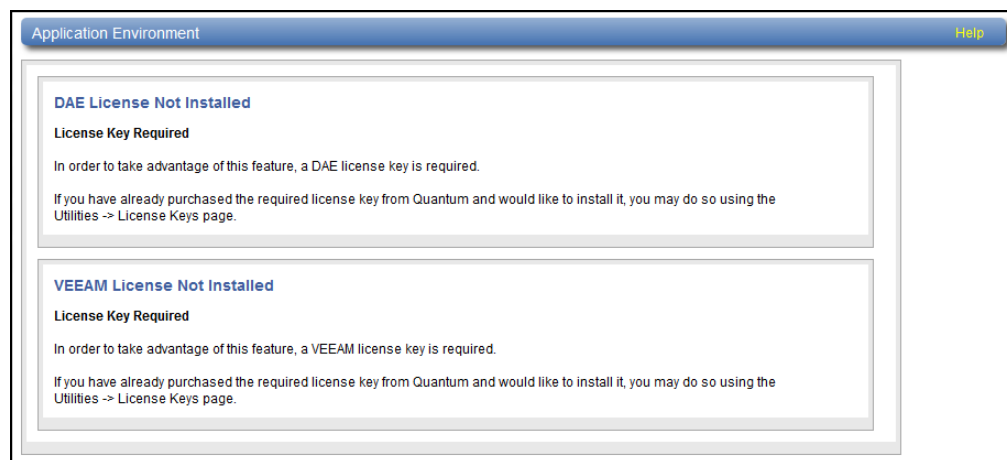 Application Environment
Help
DAE License Not Installed
License Key Required
In order to take advantage of this feature, a DAE license key is required.
If you have already purchased the required license key from Quantum and would like to install it, you may do so using the
Utilities -> License Keys page.
VEEAM License Not Installed
License Key Required
In order to take advantage of this feature, a VEEAM license key is required.
If you have already purchased the required license key from Quantum and would like to install it, you may do so using the
Utilities -> License Keys page.